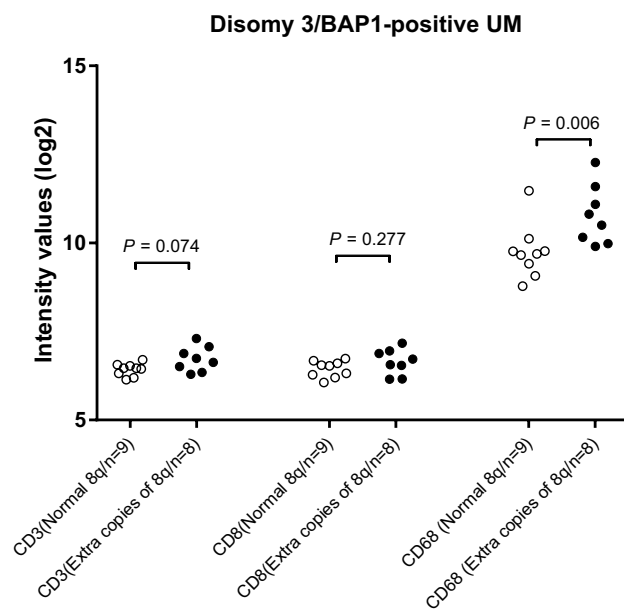 Disomy 3/BAP1-positive UM
Intensity values (log2)
15
10
5
P = 0.074
P = 0.277
P = 0.006
CD3(Normal 8q/n=9)
CD3(Extra copies of 8q/n=8)
CD8(Normal 8q/n=9)
CD8(Extra copies of 8q/n=8)
CD68 (Normal 8q/n=9)
CD68 (Extra copies of 8q/n=8)